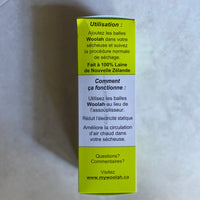 Utilisation :
Ajoutez les balles
Woolah dans votre
sécheuse et suivez
la procédure normale
de séchage.
Fait à 100% Laine
de Nouvelle Zélande
Comment
ça fonctionne :
Utilisez les balles
Woolah au lieu de
l'assouplisseur.
Réduit l'électricité statique
Améliore la circulation
d'air chaud dans
votre sécheuse.
Questions?
Commentaires?
Visitez
www.mywoolah.ca